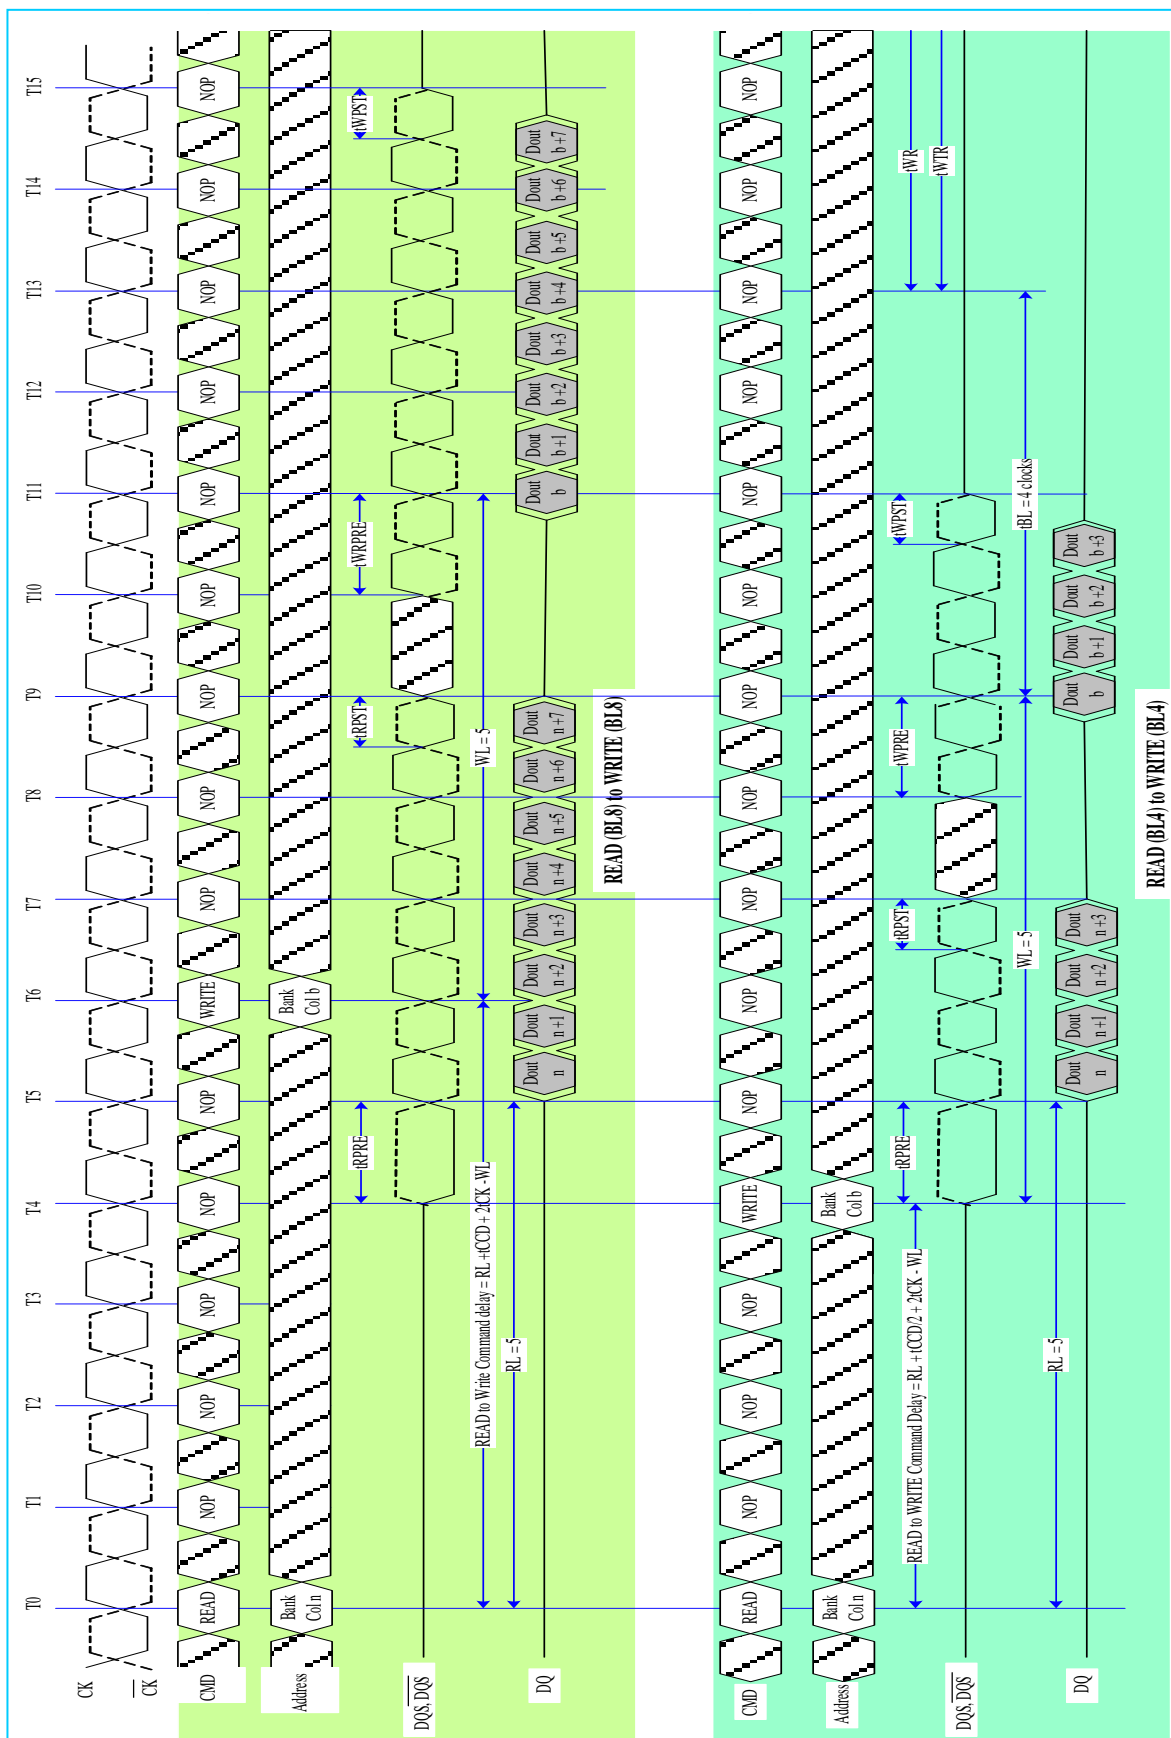 T0 T1 T2 T3 T4 T5 T6 T7 T8 T9 T10 T11 T12 T13 T14 T15
CK
CK
CMD READ NOP NOP NOP NOP NOP WRITE NOP NOP NOP NOP NOP NOP NOP NOP NOP
Address Bank Bank
Col n Col b
tRPRE tRPST tWRPRE tWPST
DQS, DQS
READ to Write Command delay = RL +tCCD + 2tCK -WL WL = 5
RL = 5
DQ Dout Dout Dout Dout Dout Dout Dout Dout Dout Dout Dout Dout Dout Dout Dout Dout
n n +1 n +2 n +3 n +4 n +5 n +6 n +7 b b +1 b +2 b +3 b +4 b +5 b +6 b +7
READ (BL8) to WRITE (BL8)
CMD READ NOP NOP NOP WRITE NOP NOP NOP NOP NOP NOP NOP NOP NOP NOP NOP
Address Bank Bank
Col n Col b
tRPRE tRPST tWPRE tWPST tWR
READ to WRITE Command Delay = RL + tCCD/2 + 2tCK - WL
tWTR
DQS, DQS
WL = 5 tBL = 4 clocks
RL = 5
DQ Dout Dout Dout Dout Dout Dout Dout Dout
n n +1 n +2 n +3 b b +1 b +2 b +3
READ (BL4) to WRITE (BL4)